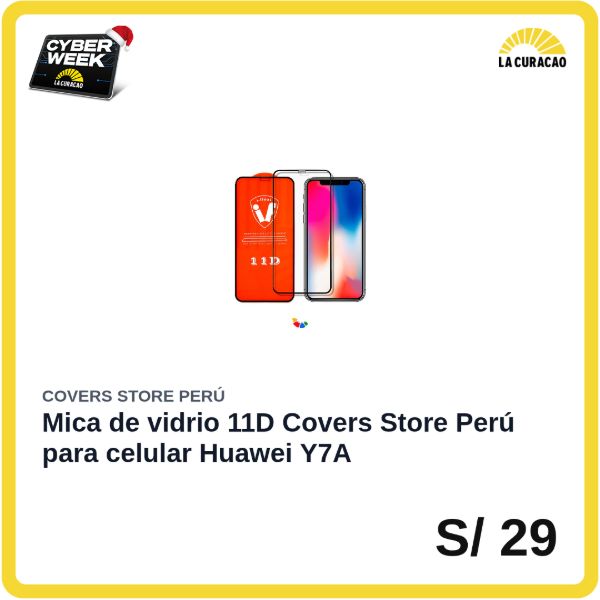 CYBER
WEEK
LA CURACAO
LA CURACAO
11D
COVERS STORE PERÚ
Mica de vidrio 11D Covers Store Perú
para celular Huawei Y7A
S/ 29